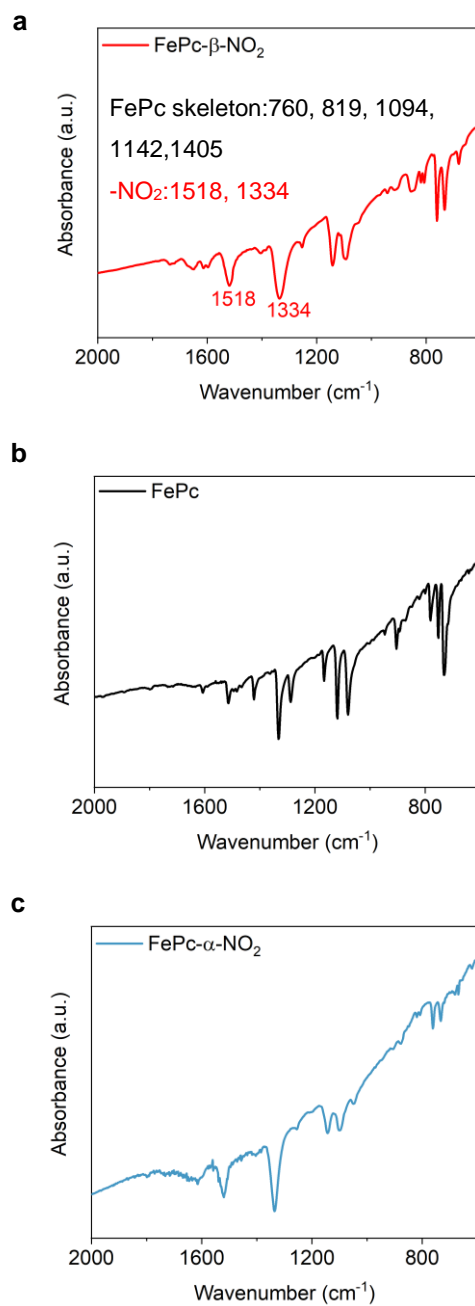 a
FePc-β-NO₂
FePc skeleton:760, 819, 1094,
1142,1405
-NO₂:1518, 1334
1518
1334
Absorbance (a.u.)
2000 1600 1200 800
Wavenumber (cm⁻¹)
b
FePc
Absorbance (a.u.)
2000 1600 1200 800
Wavenumber (cm⁻¹)
c
FePc-α-NO₂
Absorbance (a.u.)
2000 1600 1200 800
Wavenumber (cm⁻¹)